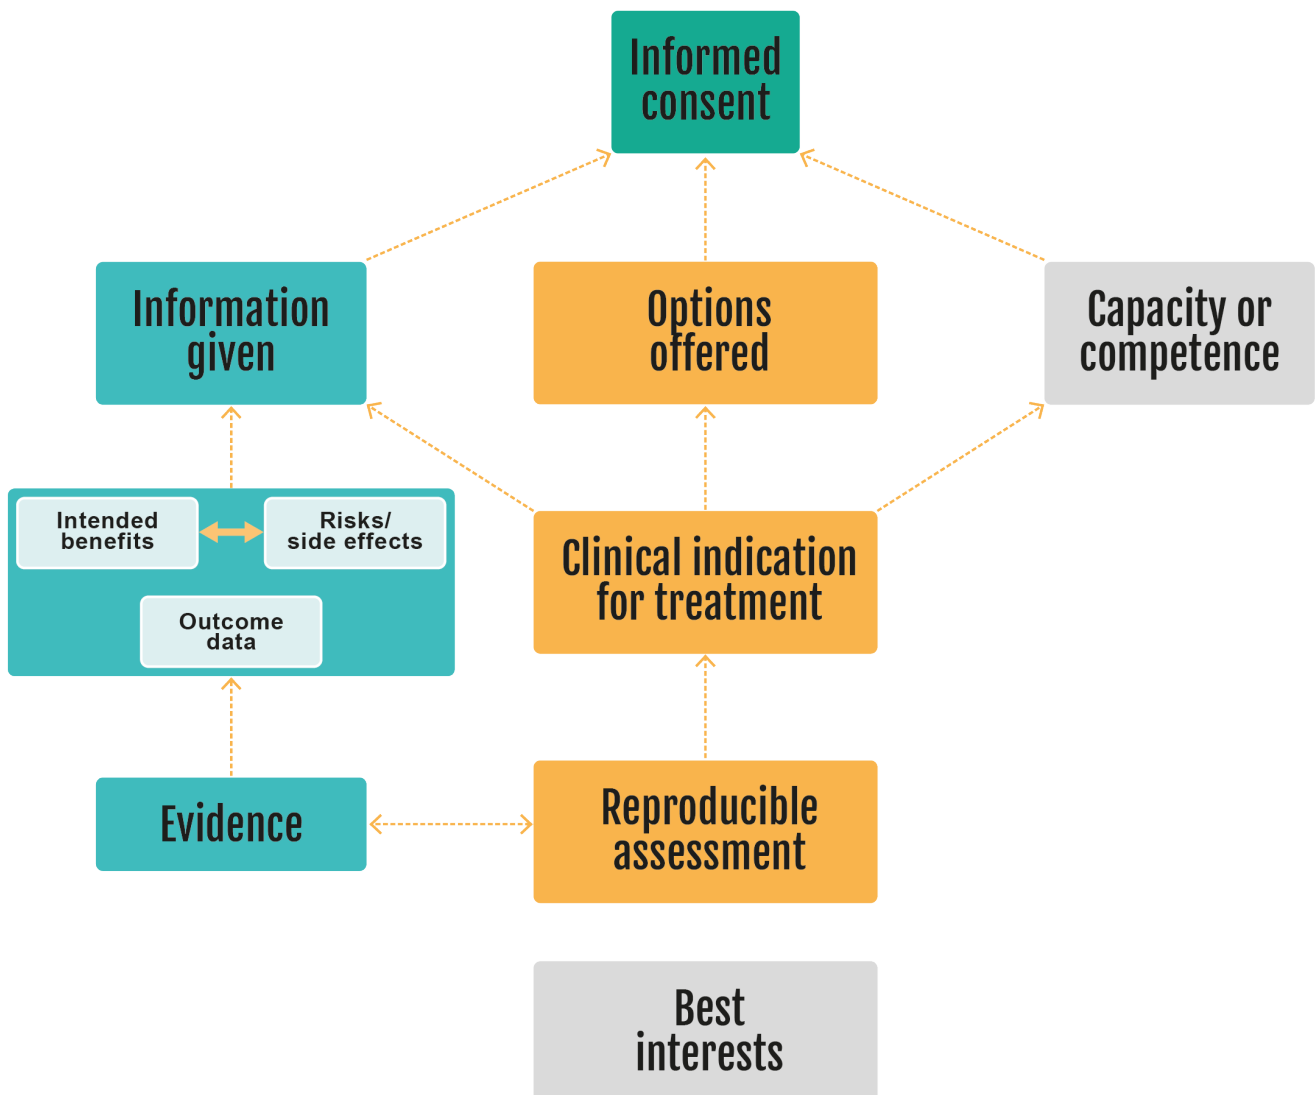 Informed
consent
Information
given
Options
offered
Capacity or
competence
Intended
benefits
Risks/
side effects
Outcome
data
Clinical indication
for treatment
Evidence
Reproducible
assessment
Best
interests